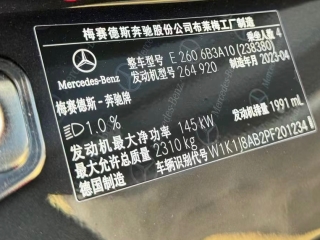 梅赛德斯奔驰股份公司布莱梅工厂制造
乘坐人数 4
整车型号 E 260 6B3A10 (238380)
发动机型号 264 920
制造年月 2023-04
Mercedes-Benz
梅赛德斯－奔驰牌
1.0 %
发动机排量 1991 mL
发动机最大净功率 145 kW
最大允许总质量 2310 kg
车辆识别代号 W1K1J8AB2PF201234
德国制造